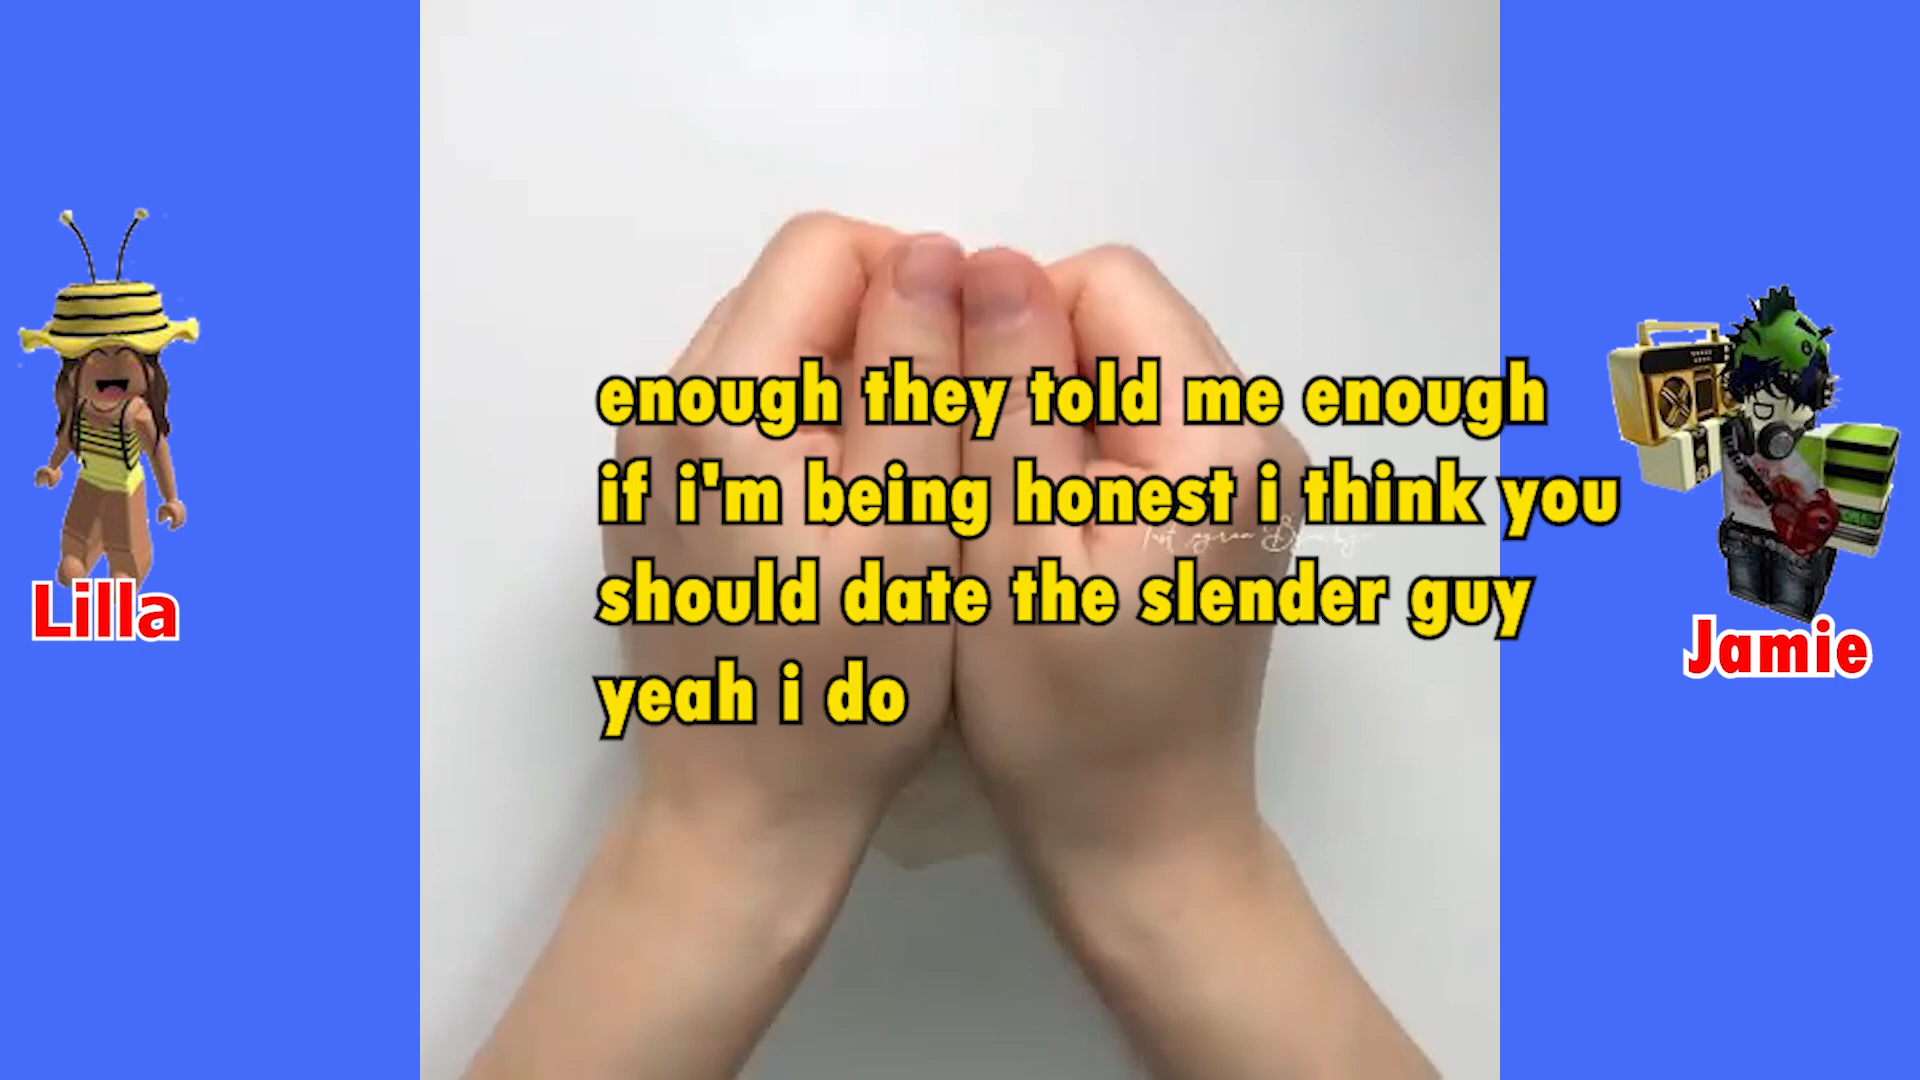 enough they told me enough
if i'm being honest i think you
should date the slender guy
yeah i do
Lilla
Jamie